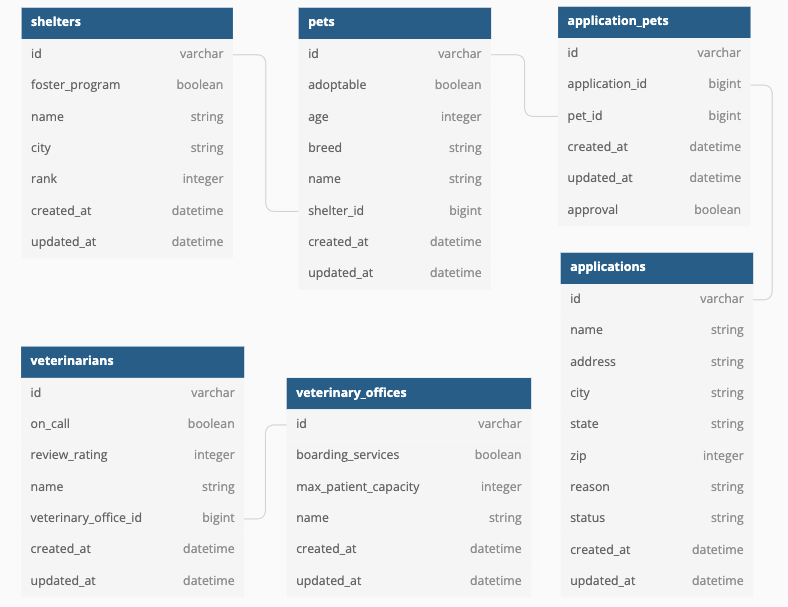 shelters
id varchar
foster_program boolean
name string
city string
rank integer
created_at datetime
updated_at datetime
pets
id varchar
adoptable boolean
age integer
breed string
name string
shelter_id bigint
created_at datetime
updated_at datetime
application_pets
id varchar
application_id bigint
pet_id bigint
created_at datetime
updated_at datetime
approval boolean
applications
id varchar
name string
address string
city string
state string
zip integer
reason string
status string
created_at datetime
updated_at datetime
veterinarians
id varchar
on_call boolean
review_rating integer
name string
veterinary_office_id bigint
created_at datetime
updated_at datetime
veterinary_offices
id varchar
boarding_services boolean
max_patient_capacity integer
name string
created_at datetime
updated_at datetime